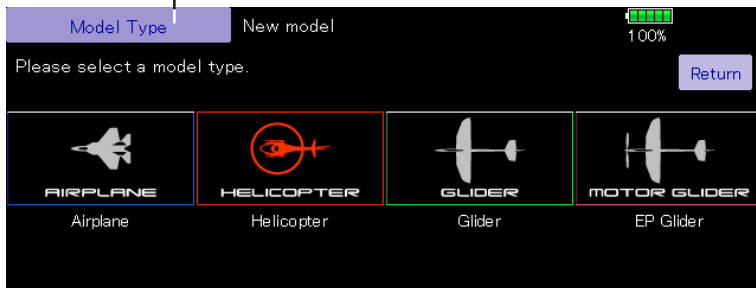 Model Type New model
100%
Please select a model type.
Return
AIRPLANE HELICOPTER GLIDER MOTOR GLIDER
Airplane Helicopter Glider EP Glider